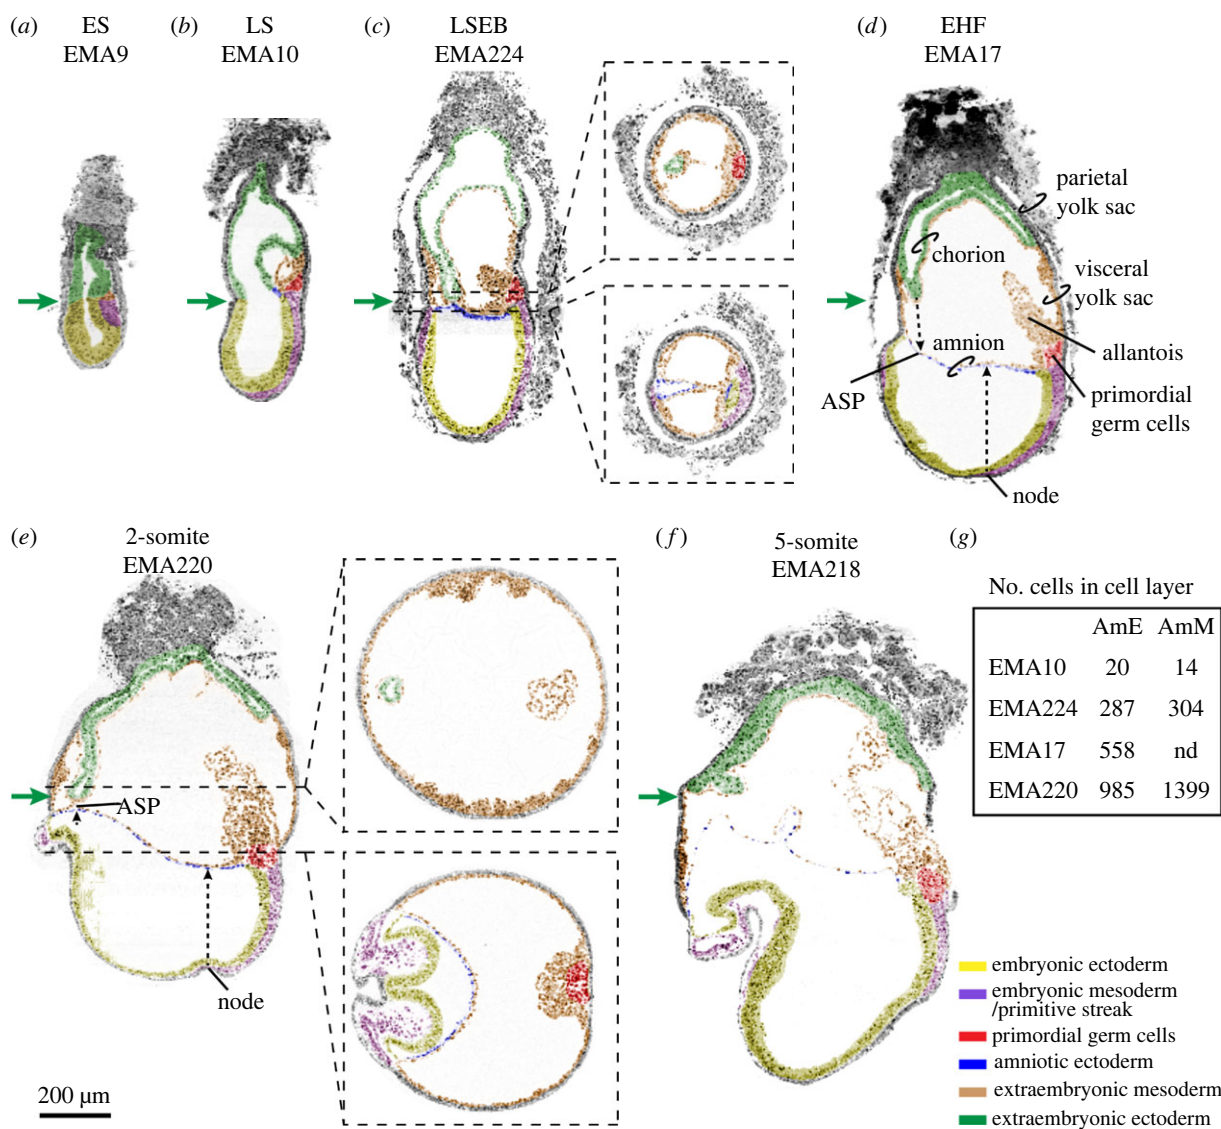 (a) ES
EMA9
(b) LS
EMA10
(c) LSEB
EMA224
(d) EHF
EMA17
parietal
yolk sac
chorion
visceral
yolk sac
amnion
allantois
ASP
primordial
germ cells
node
(e) 2-somite
EMA220
ASP
node
200 µm
(f) 5-somite
EMA218
(g)
No. cells in cell layer
AmE AmM
EMA10 20 14
EMA224 287 304
EMA17 558 nd
EMA220 985 1399
embryonic ectoderm
embryonic mesoderm
/primitive streak
primordial germ cells
amniotic ectoderm
extraembryonic mesoderm
extraembryonic ectoderm